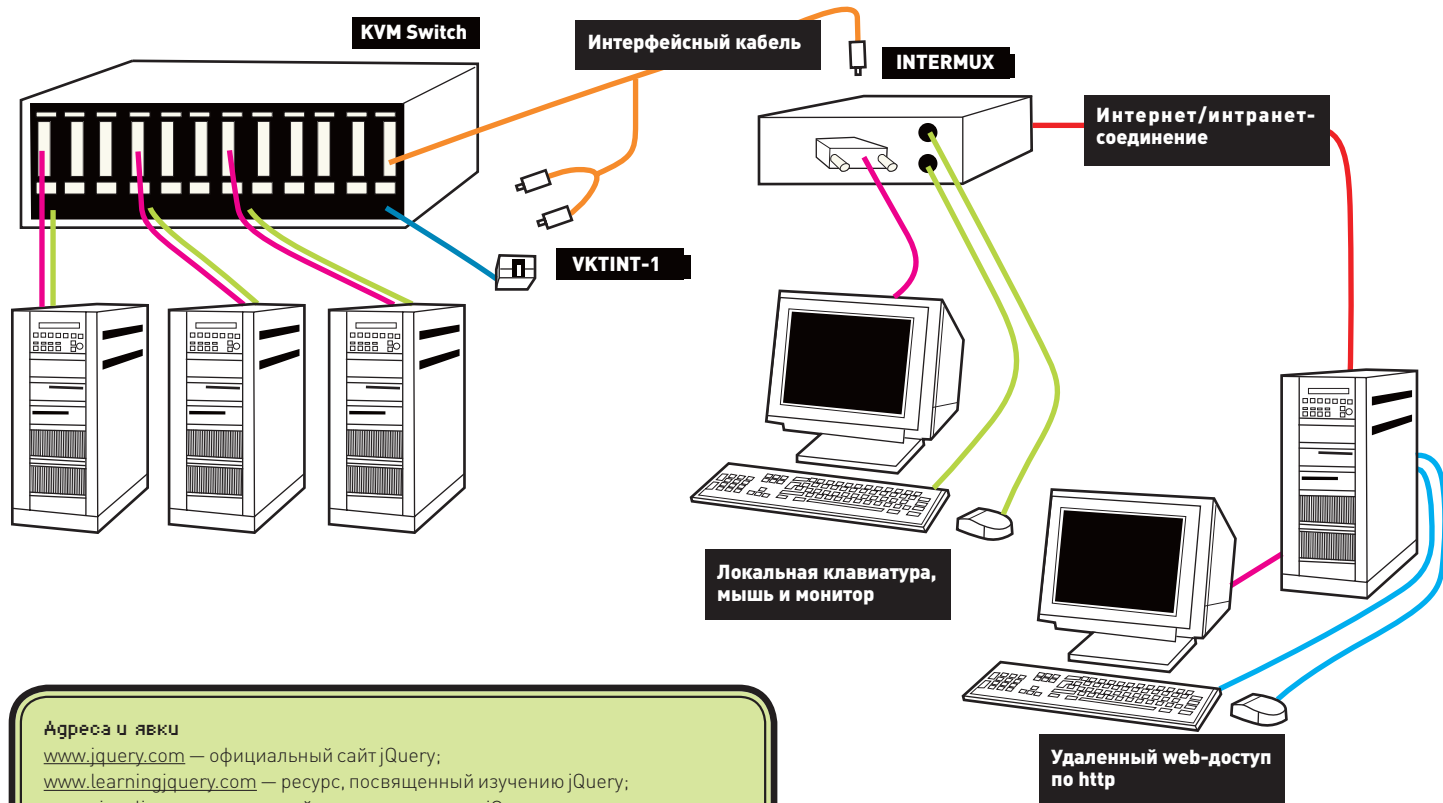 KVM Switch
Интерфейсный кабель
INTERMUX
Интернет/интранет-
соединение
VKTINT-1
Локальная клавиатура,
мышь и монитор
Удаленный web-доступ
по http
Адреса и явки
www.jquery.com — официальный сайт jQuery;
www.learningjquery.com — ресурс, посвященный изучению jQuery;